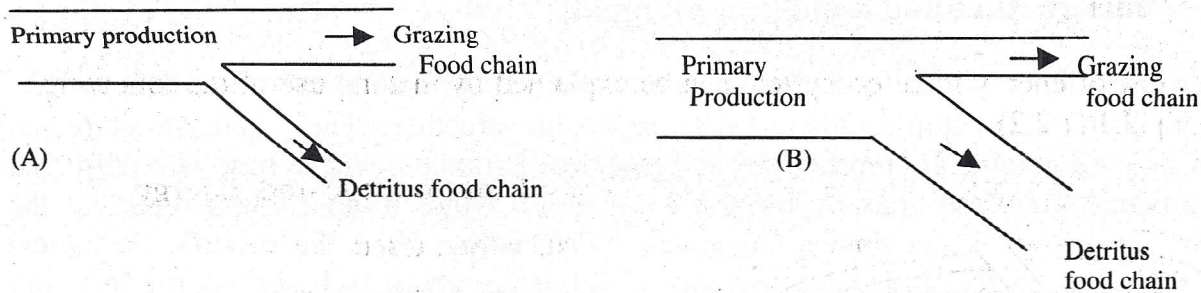 Primary production
Grazing
Food chain
(A)
Detritus food chain
Primary
Production
Grazing
food chain
(B)
Detritus
food chain